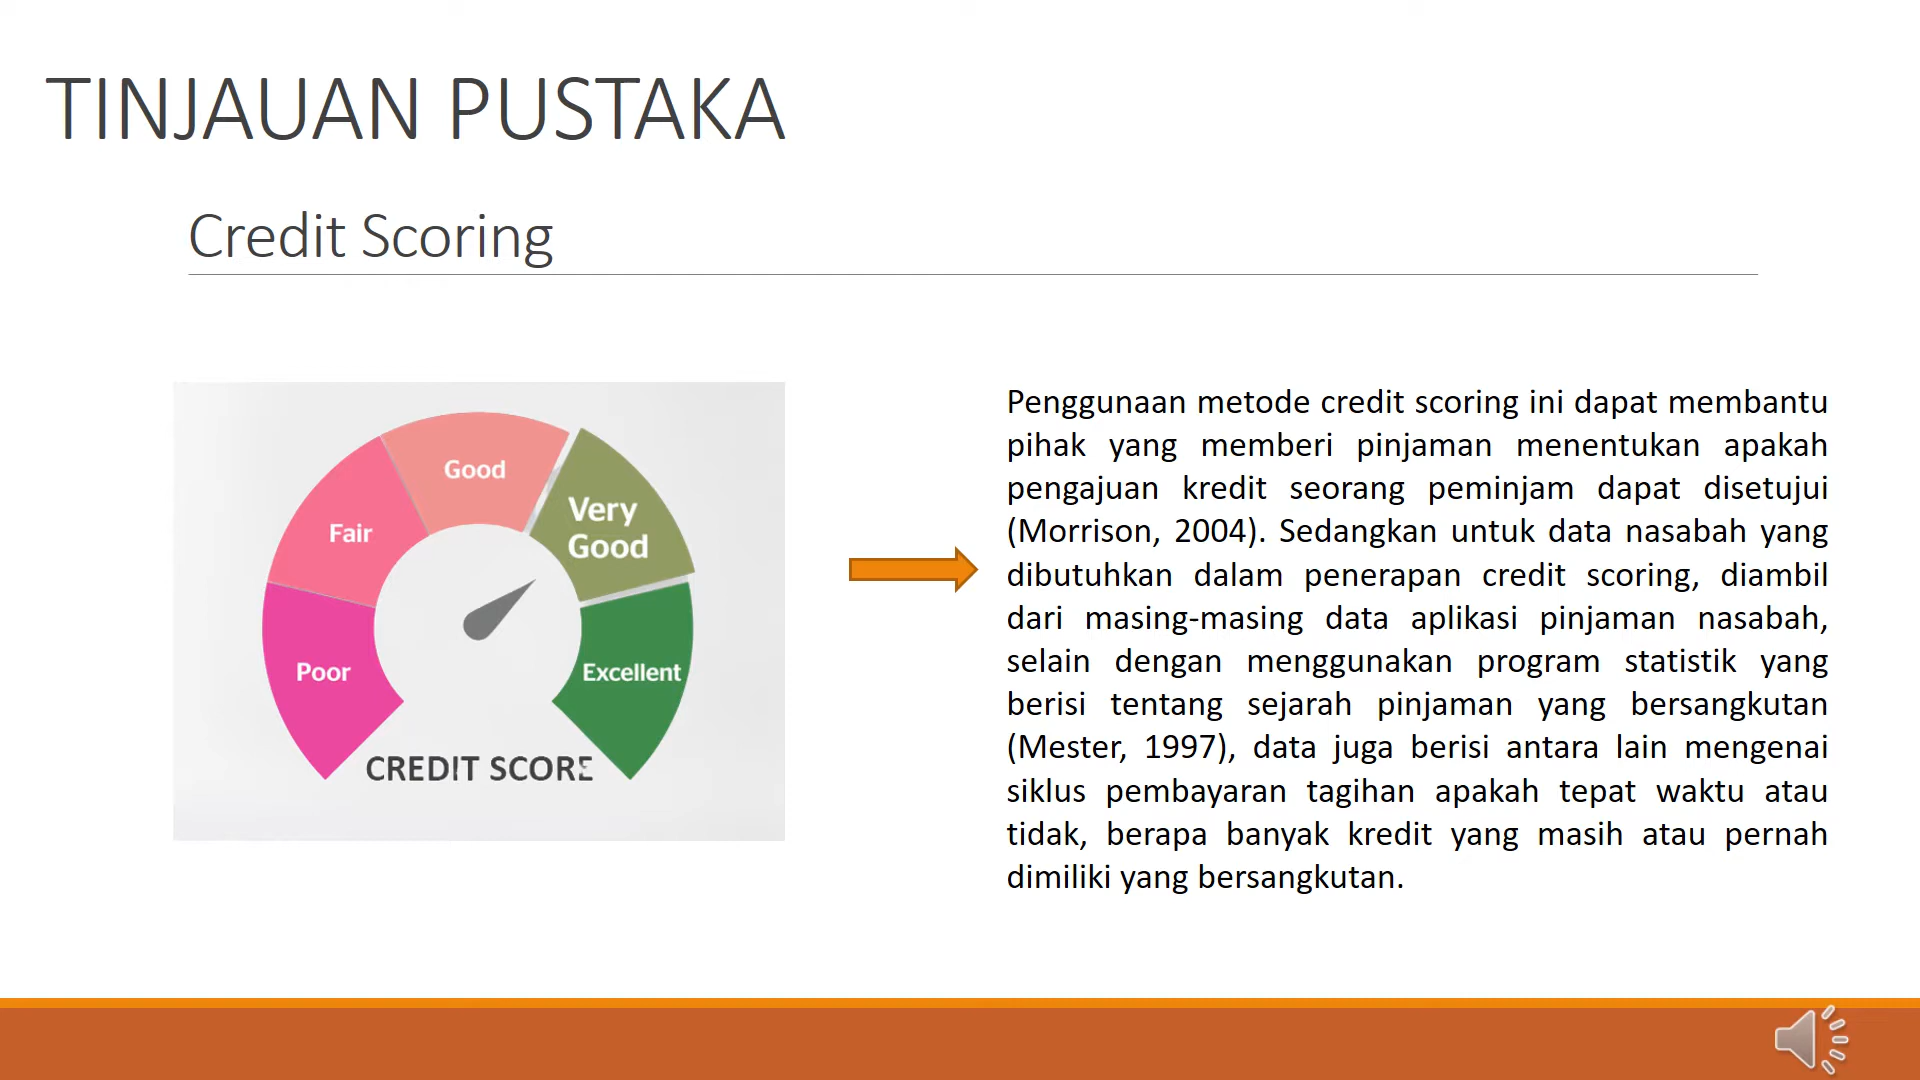 TINJAUAN PUSTAKA
Credit Scoring
Good
Very
Good
Fair
Poor
Excellent
CREDIT SCORE
Penggunaan metode credit scoring ini dapat membantu
pihak yang memberi pinjaman menentukan apakah
pengajuan kredit seorang peminjam dapat disetujui
(Morrison, 2004). Sedangkan untuk data nasabah yang
dibutuhkan dalam penerapan credit scoring, diambil
dari masing-masing data aplikasi pinjaman nasabah,
selain dengan menggunakan program statistik yang
berisi tentang sejarah pinjaman yang bersangkutan
(Mester, 1997), data juga berisi antara lain mengenai
siklus pembayaran tagihan apakah tepat waktu atau
tidak, berapa banyak kredit yang masih atau pernah
dimiliki yang bersangkutan.